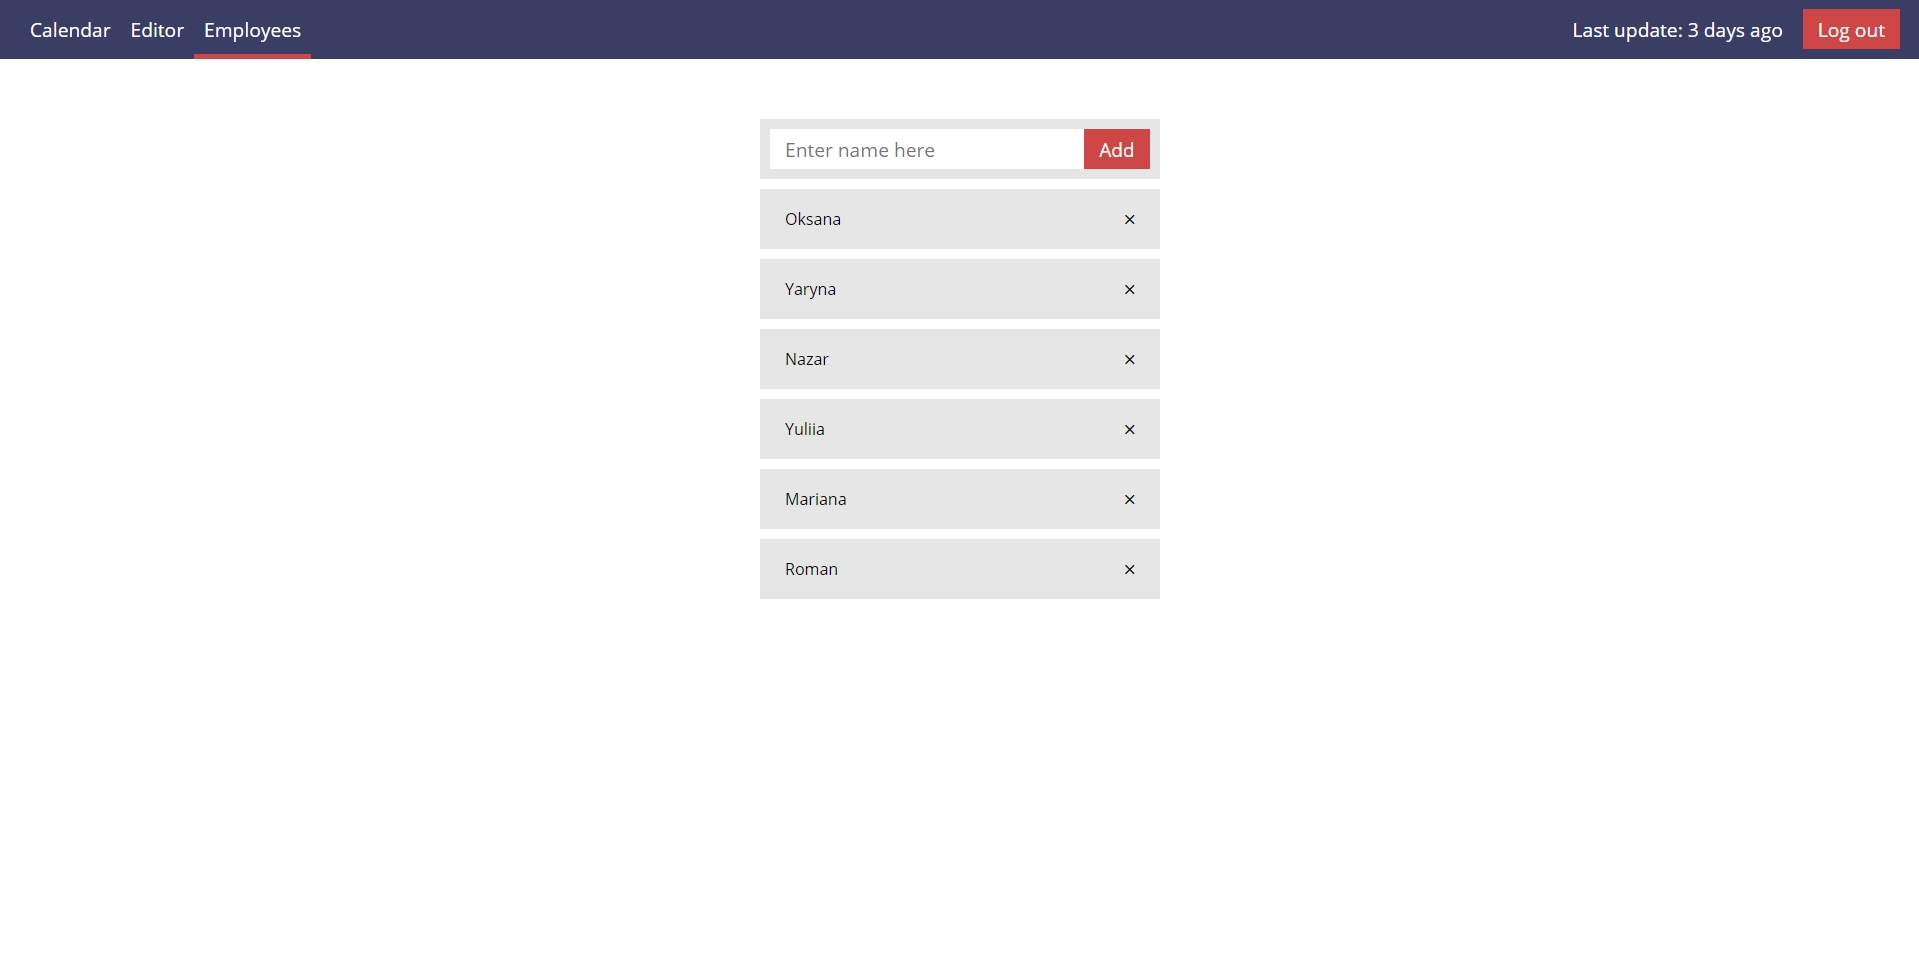 Calendar Editor Employees Last update: 3 days ago Log out
Enter name here Add
Oksana ×
Yaryna ×
Nazar ×
Yuliia ×
Mariana ×
Roman ×